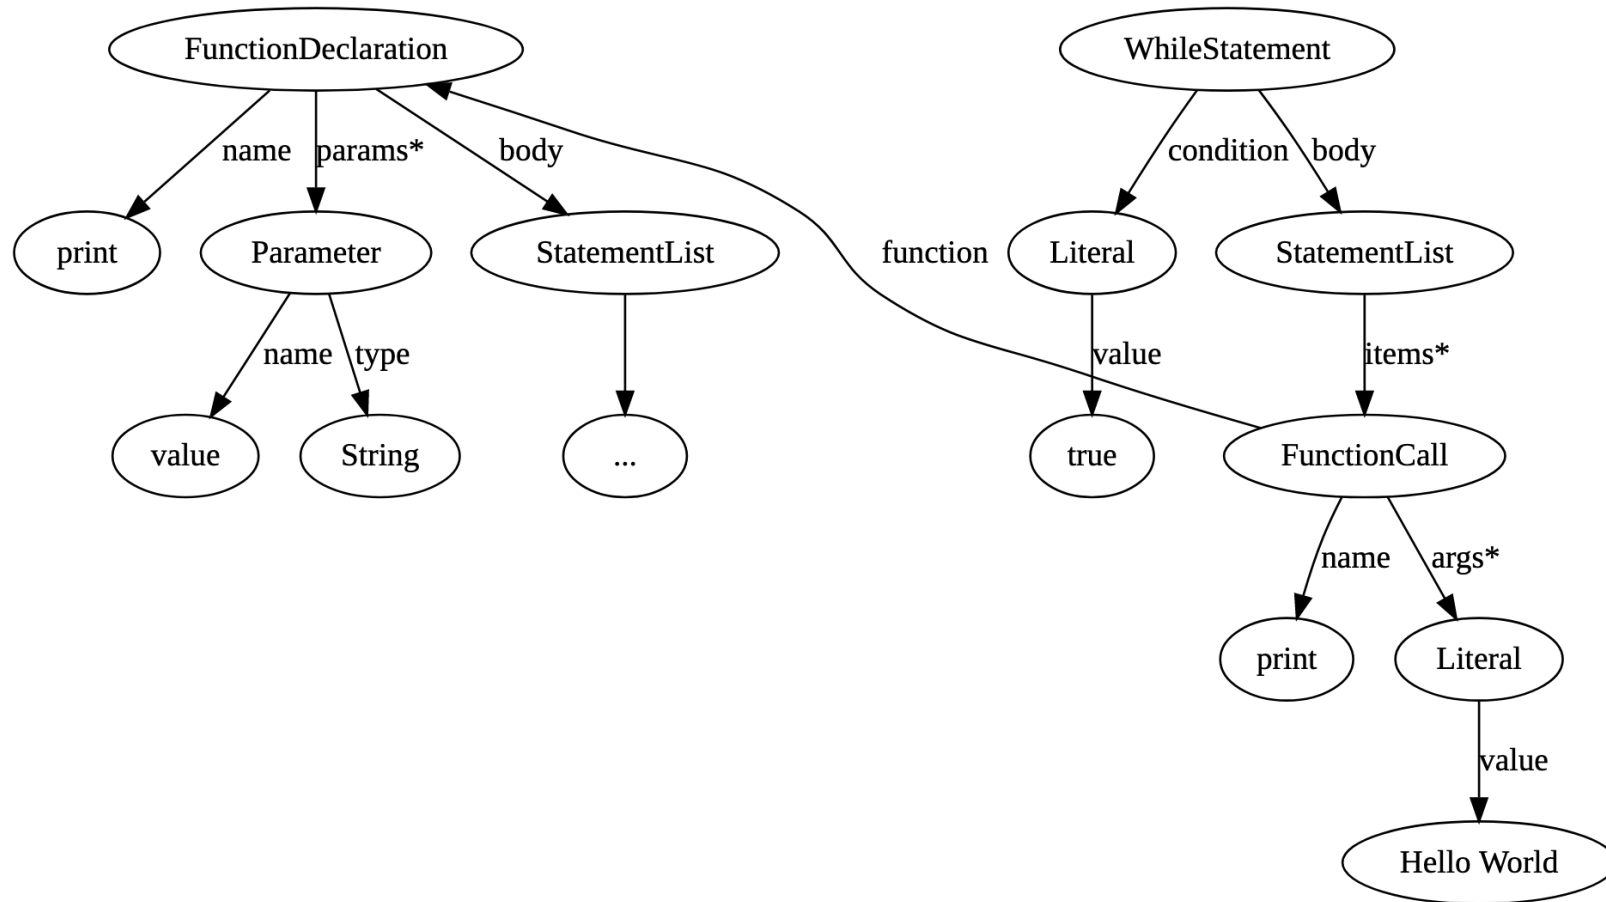 FunctionDeclaration
WhileStatement
name
params*
body
condition
body
print
Parameter
StatementList
function
Literal
StatementList
name
type
value
items*
value
String
...
true
FunctionCall
name
args*
print
Literal
value
Hello World